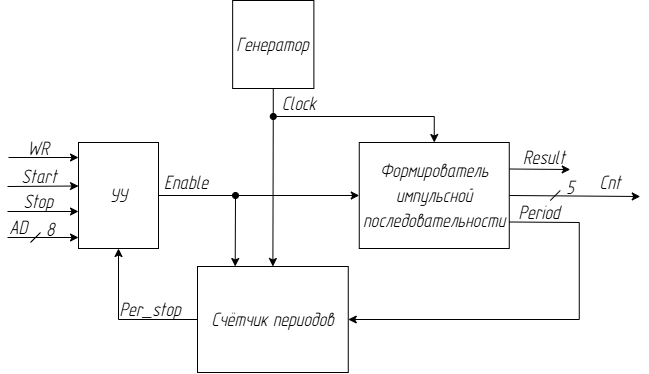 Генератор
Clock
WR
Start
Stop
AD 8
УУ
Enable
Формирователь
импульсной
последовательности
Result
5 Cnt
Period
Per_stop
Счётчик периодов